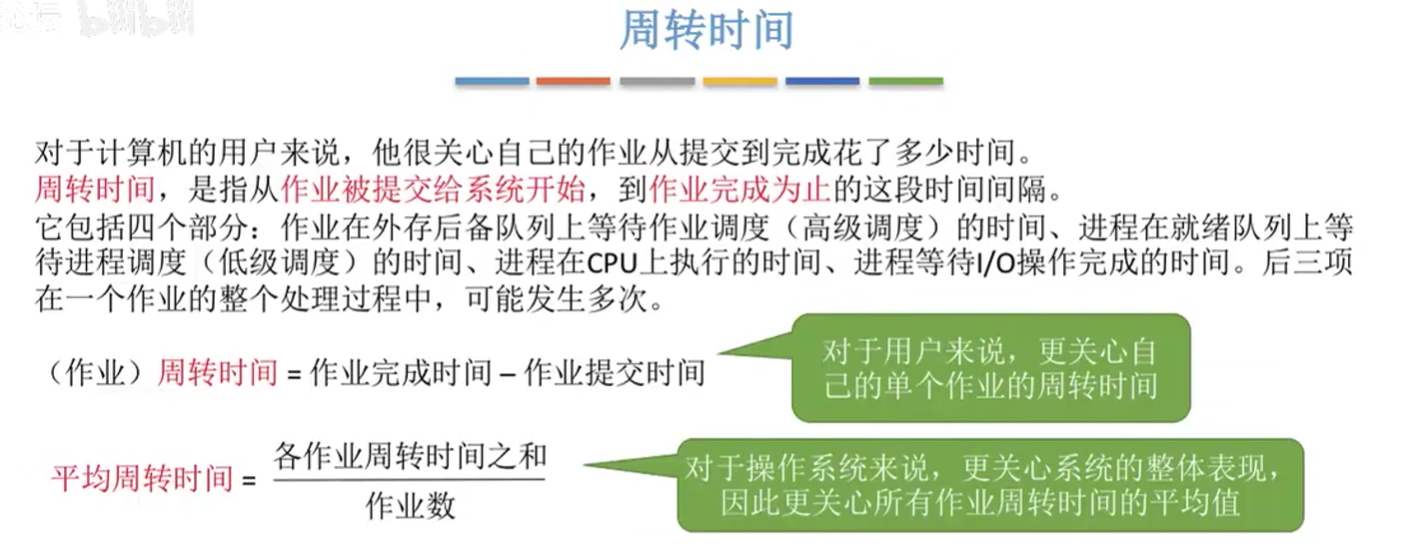 bilibili
周转时间
对于计算机的用户来说，他很关心自己的作业从提交到完成花了多少时间。
周转时间，是指从作业被提交给系统开始，到作业完成为止的这段时间间隔。
它包括四个部分：作业在外存后备队列上等待作业调度（高级调度）的时间、进程在就绪队列上等
待进程调度（低级调度）的时间、进程在CPU上执行的时间、进程等待I/O操作完成的时间。后三项
在一个作业的整个处理过程中，可能发生多次。
（作业）周转时间 = 作业完成时间 – 作业提交时间
对于用户来说，更关心自
己的单个作业的周转时间
平均周转时间 =
各作业周转时间之和
作业数
对于操作系统来说，更关心系统的整体表现，
因此更关心所有作业周转时间的平均值